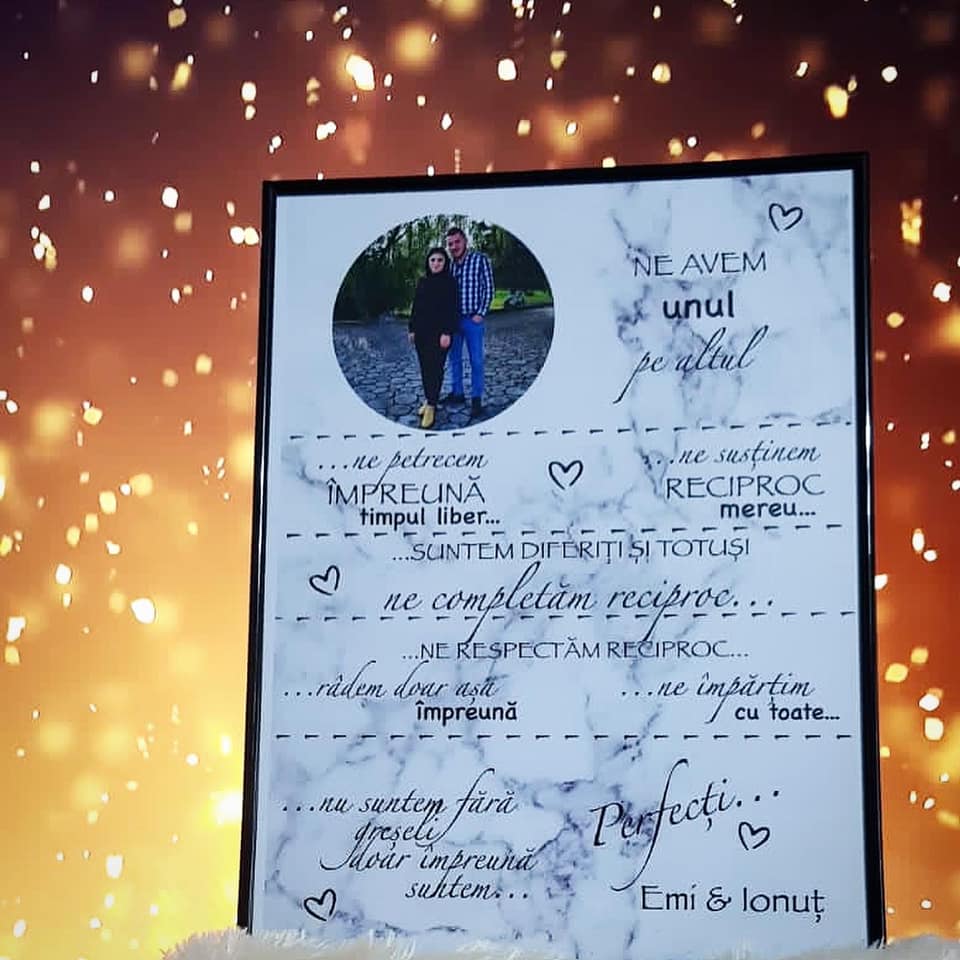 NE AVEM
unul
pe altul
...ne petrecem
ÎMPREUNĂ
timpul liber...
...ne susținem
RECIPROC
mereu...
...SUNTEM DIFERIȚI ȘI TOTUȘI
ne completăm reciproc...
...NE RESPECTĂM RECIPROC...
...râdem doar așa
împreună
...ne împărțim
cu toate...
...nu suntem fără
greșeli
doar împreună
suntem...
Perfecți...
Emi & Ionuț